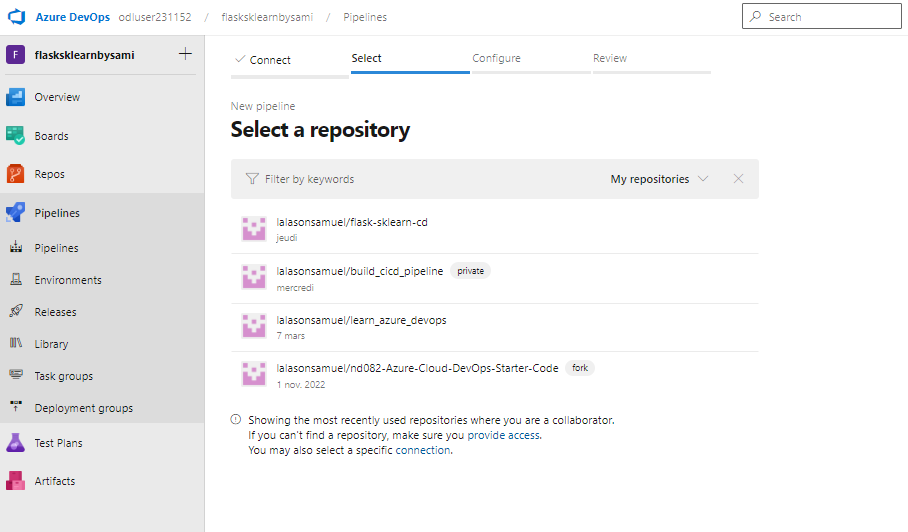 Azure DevOps odluser231152 / flasksklearnbysami / Pipelines
Search
F flasksklearnbysami
Overview
Boards
Repos
Pipelines
Pipelines
Environments
Releases
Library
Task groups
Deployment groups
Test Plans
Artifacts
Connect Select Configure Review
New pipeline
Select a repository
Filter by keywords My repositories
lalasonsamuel/flask-sklearn-cd
jeudi
lalasonsamuel/build_cicd_pipeline private
mercredi
lalasonsamuel/learn_azure_devops
7 mars
lalasonsamuel/nd082-Azure-Cloud-DevOps-Starter-Code fork
1 nov. 2022
Showing the most recently used repositories where you are a collaborator.
If you can't find a repository, make sure you provide access.
You may also select a specific connection.